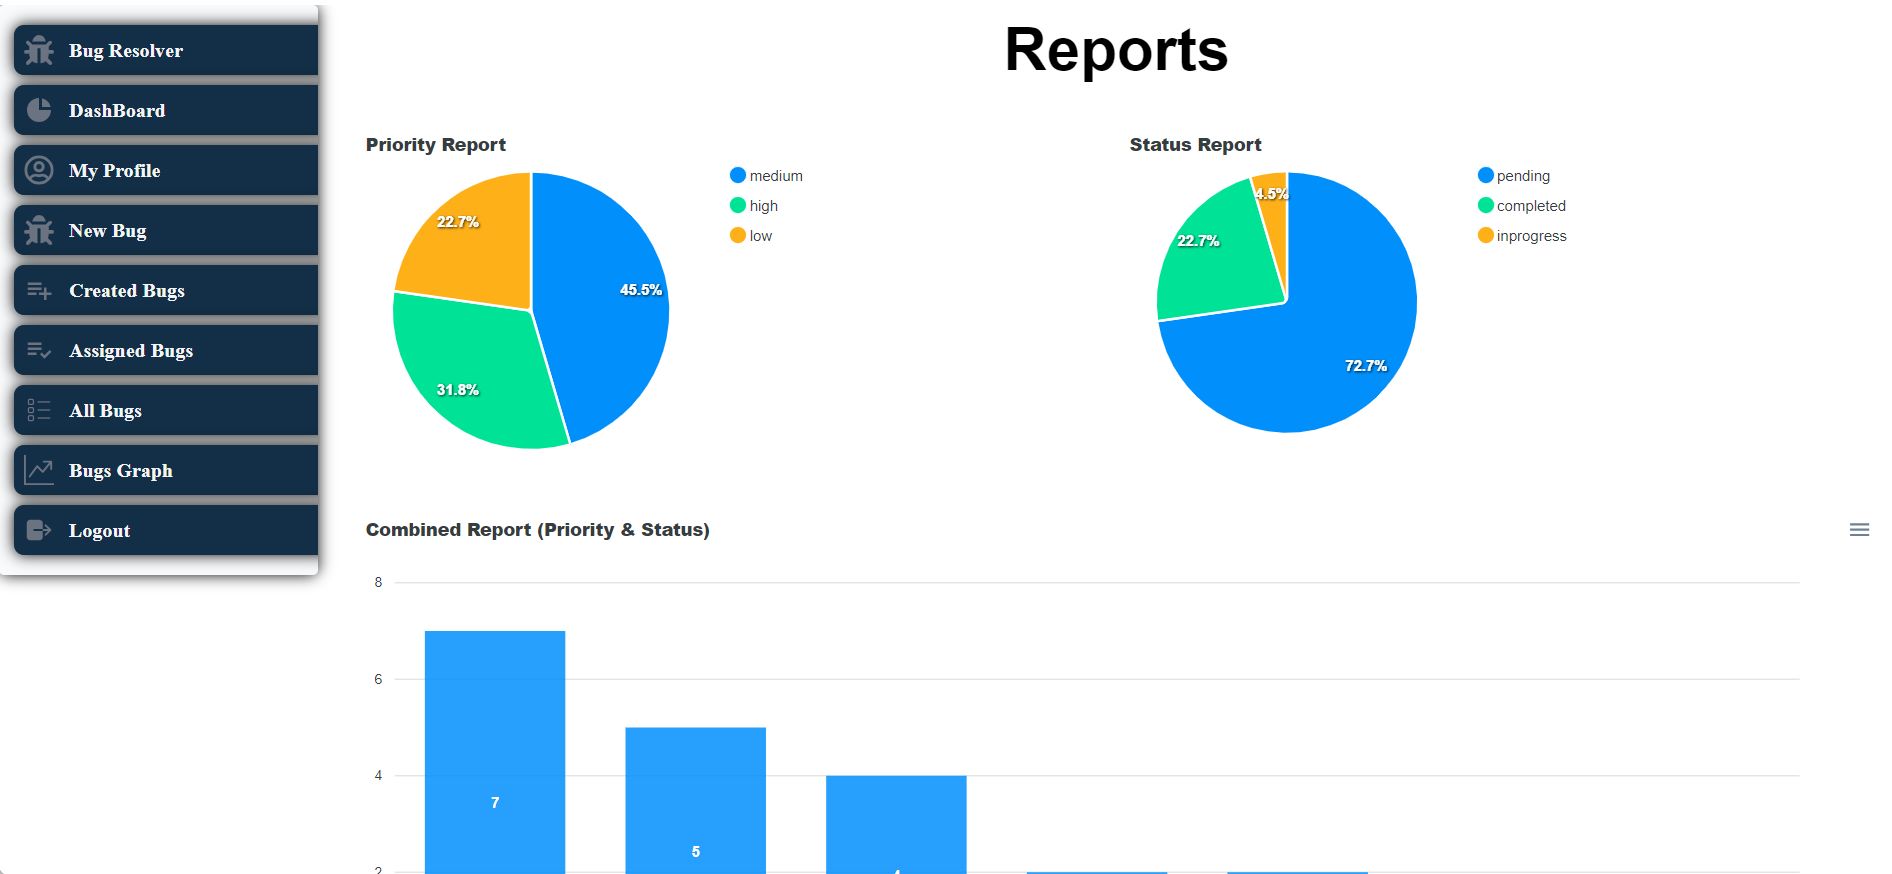 Bug Resolver
DashBoard
My Profile
New Bug
Created Bugs
Assigned Bugs
All Bugs
Bugs Graph
Logout
Reports
Priority Report
medium
high
low
22.7%
45.5%
31.8%
Status Report
pending
completed
inprogress
4.5%
22.7%
72.7%
Combined Report (Priority & Status)
8
6
4
2
7
5